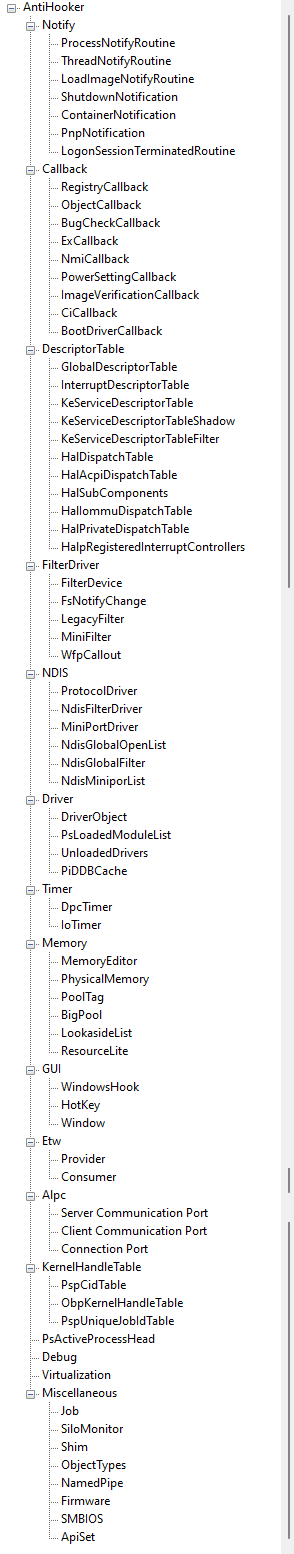 AntiHooker
Notify
ProcessNotifyRoutine
ThreadNotifyRoutine
LoadImageNotifyRoutine
ShutdownNotification
ContainerNotification
PnpNotification
LogonSessionTerminatedRoutine
Callback
RegistryCallback
ObjectCallback
BugCheckCallback
ExCallback
NmiCallback
PowerSettingCallback
ImageVerificationCallback
CiCallback
BootDriverCallback
DescriptorTable
GlobalDescriptorTable
InterruptDescriptorTable
KeServiceDescriptorTable
KeServiceDescriptorTableShadow
KeServiceDescriptorTableFilter
HalDispatchTable
HalAcpiDispatchTable
HalSubComponents
HalIommuDispatchTable
HalPrivateDispatchTable
HalpRegisteredInterruptControllers
FilterDriver
FilterDevice
FsNotifyChange
LegacyFilter
MiniFilter
WfpCallout
NDIS
ProtocolDriver
NdisFilterDriver
MiniPortDriver
NdisGlobalOpenList
NdisGlobalFilter
NdisMiniporList
Driver
DriverObject
PsLoadedModuleList
UnloadedDrivers
PiDDBCache
Timer
DpcTimer
IoTimer
Memory
MemoryEditor
PhysicalMemory
PoolTag
BigPool
LookasideList
ResourceLite
GUI
WindowsHook
HotKey
Window
Etw
Provider
Consumer
Alpc
Server Communication Port
Client Communication Port
Connection Port
KernelHandleTable
PspCidTable
ObpKernelHandleTable
PspUniqueJobIdTable
PsActiveProcessHead
Debug
Virtualization
Miscellaneous
Job
SiloMonitor
Shim
ObjectTypes
NamedPipe
Firmware
SMBIOS
ApiSet